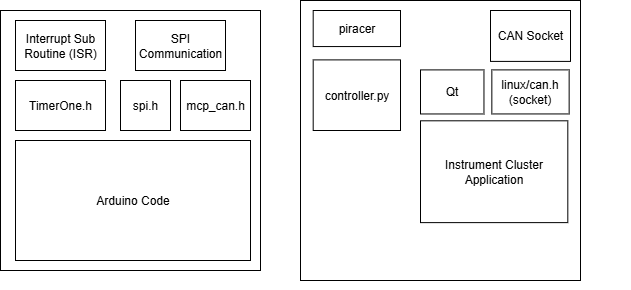 Interrupt Sub
Routine (ISR)
SPI
Communication
TimerOne.h
spi.h
mcp_can.h
Arduino Code
piracer
CAN Socket
controller.py
Qt
linux/can.h
(socket)
Instrument Cluster
Application